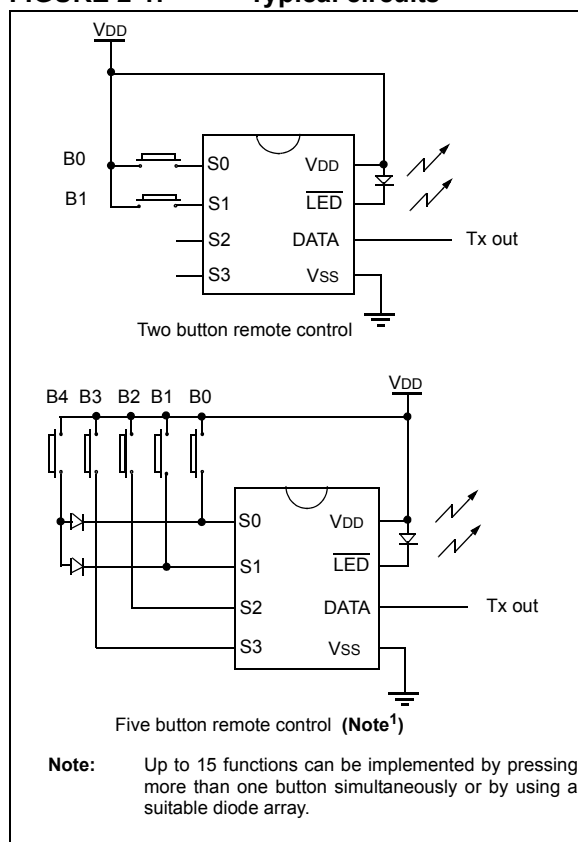 FIGURE 2-1: Typical circuits
VDD
B0
B1
S0
S1
S2
S3
VDD
LED
DATA
VSS
Tx out
Two button remote control
B4 B3 B2 B1 B0
VDD
S0
S1
S2
S3
VDD
LED
DATA
VSS
Tx out
Five button remote control (Note1)
Note: Up to 15 functions can be implemented by pressing
more than one button simultaneously or by using a
suitable diode array.